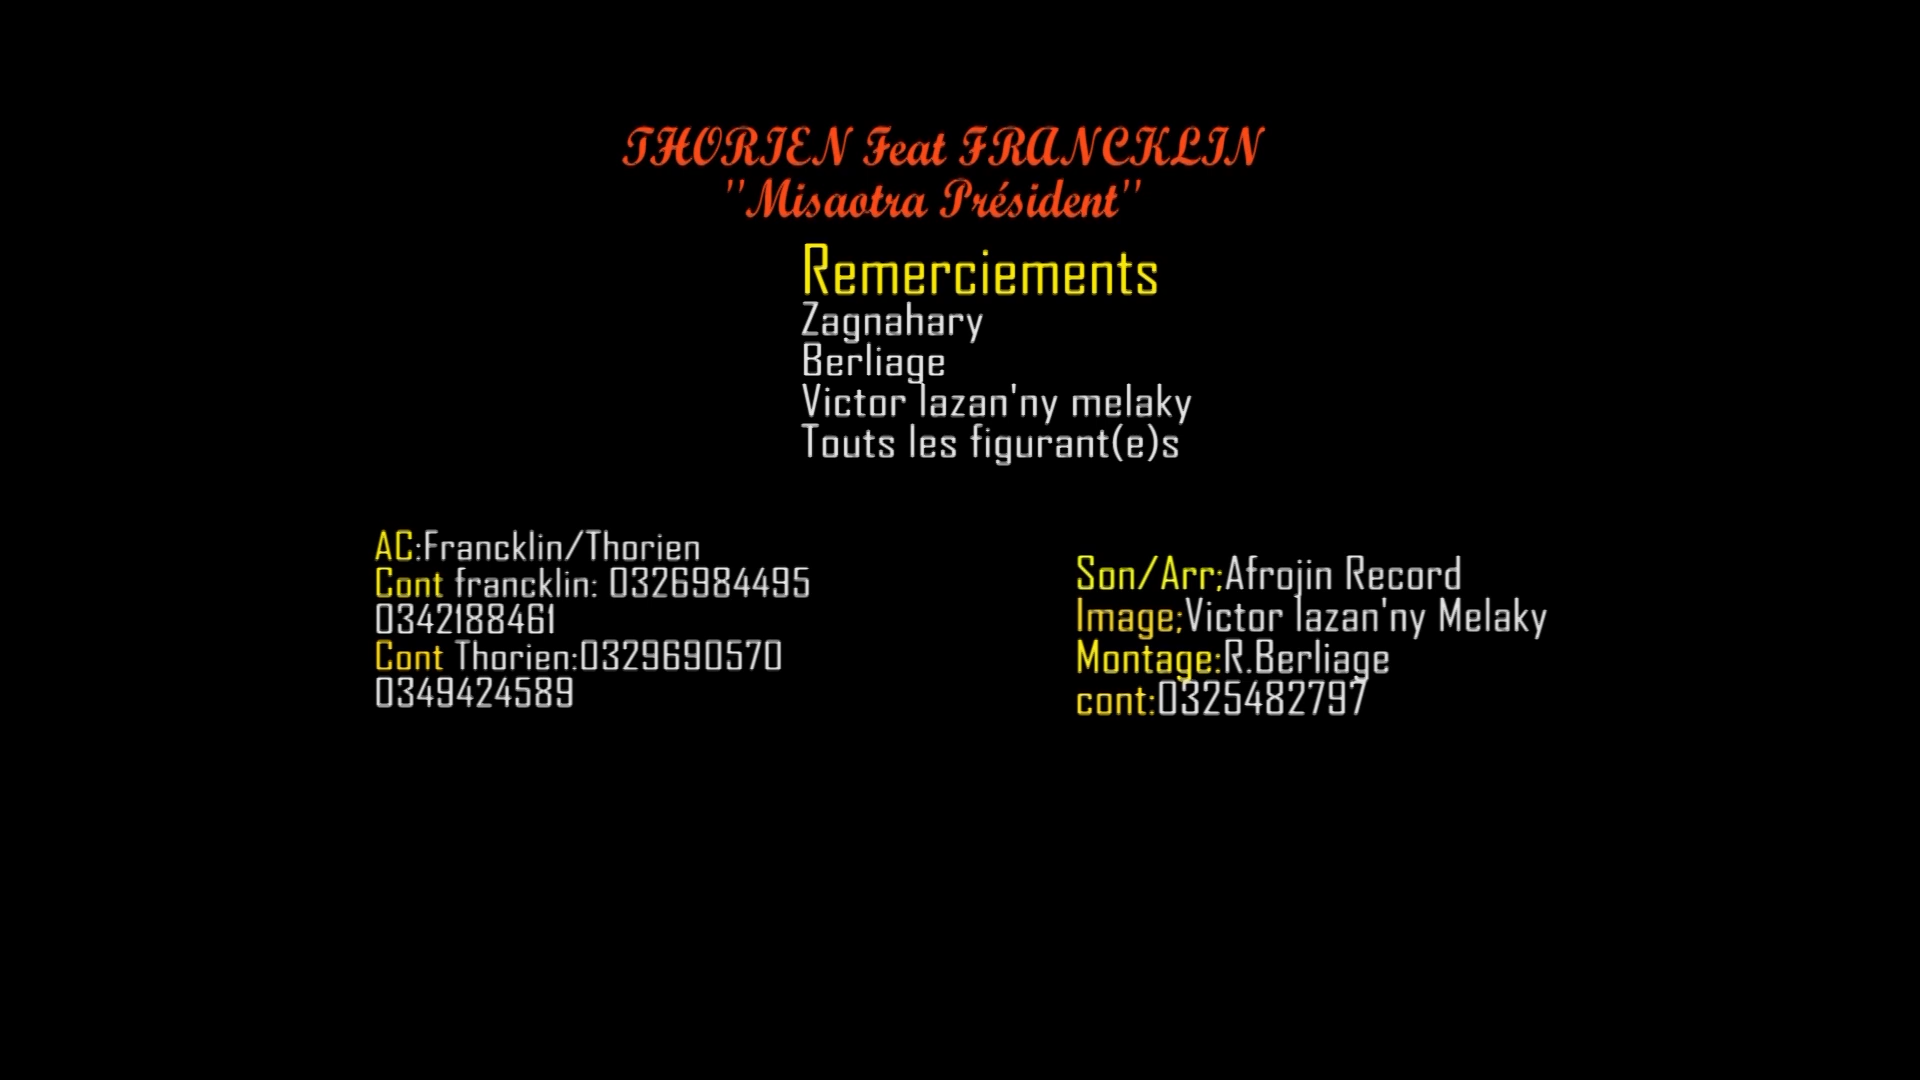 THORIEN Feat FRANCKLIN
"Misaotra Président"
Remerciements
Zagnahary
Berliage
Victor lazan'ny melaky
Touts les figurant(e)s
AC:Francklin/Thorien
Cont francklin: 0326984495
0342188461
Cont Thorien:0329690570
0349424589
Son/Arr;Afrojin Record
Image;Victor lazan'ny Melaky
Montage:R.Berliage
cont:0325482797